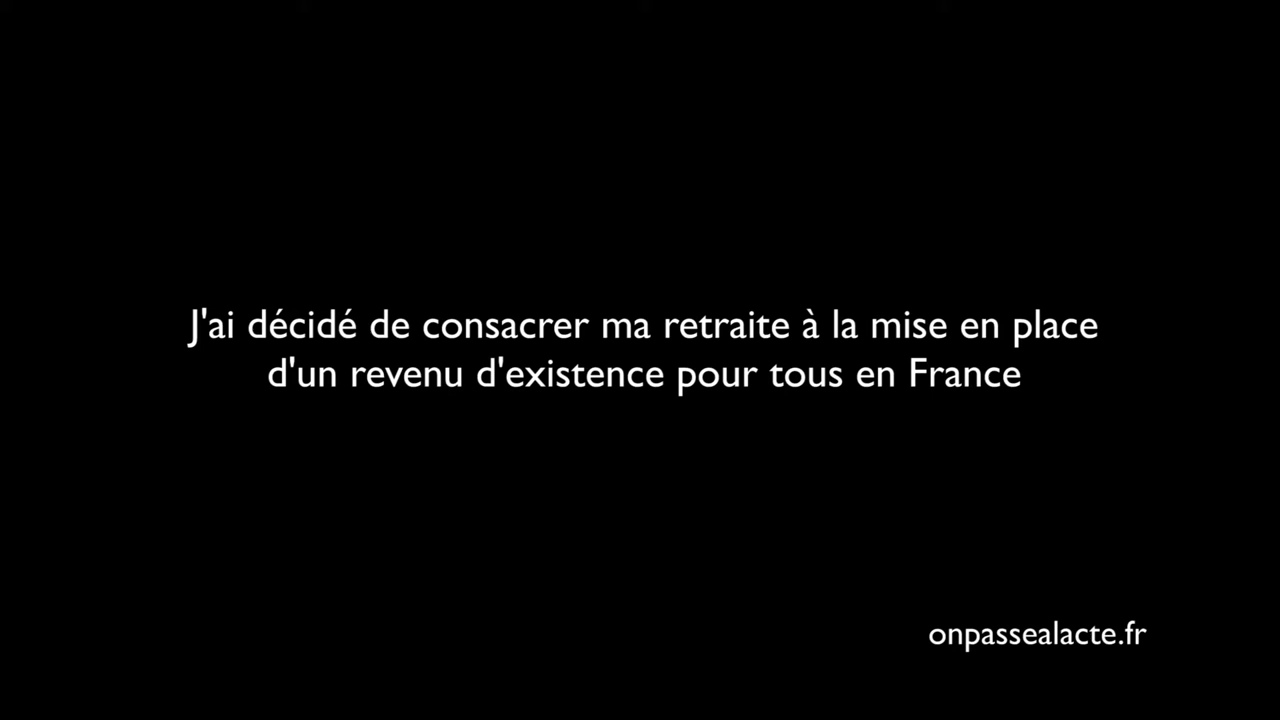 J'ai décidé de consacrer ma retraite à la mise en place
d'un revenu d'existence pour tous en France
onpassealacte.fr